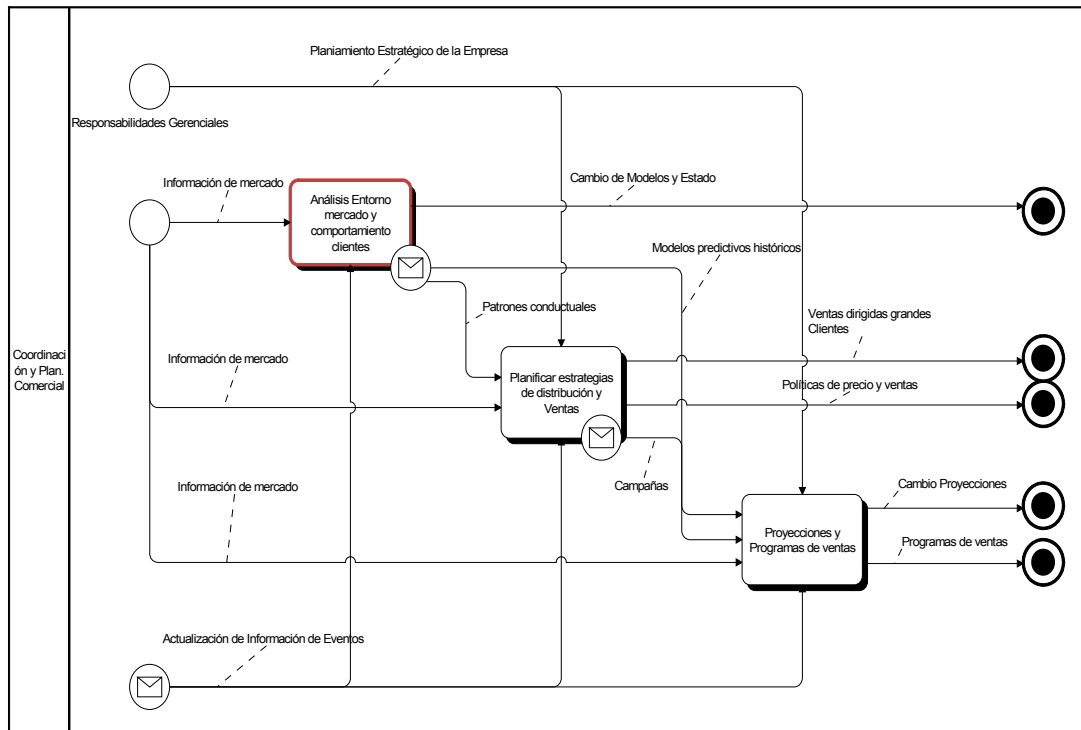 Planiamiento Estratégico de la Empresa
Responsabilidades Gerenciales
Información de mercado
Análisis Entorno
mercado y
comportamiento
clientes
Cambio de Modelos y Estado
Modelos predictivos históricos
Patrones conductuales
Ventas dirigidas grandes
Clientes
Coordinaci
ón y Plan.
Comercial
Información de mercado
Planificar estrategias
de distribución y
Ventas
Políticas de precio y ventas
Información de mercado
Campañas
Cambio Proyecciones
Proyecciones y
Programas de ventas
Programas de ventas
Actualización de Información de Eventos